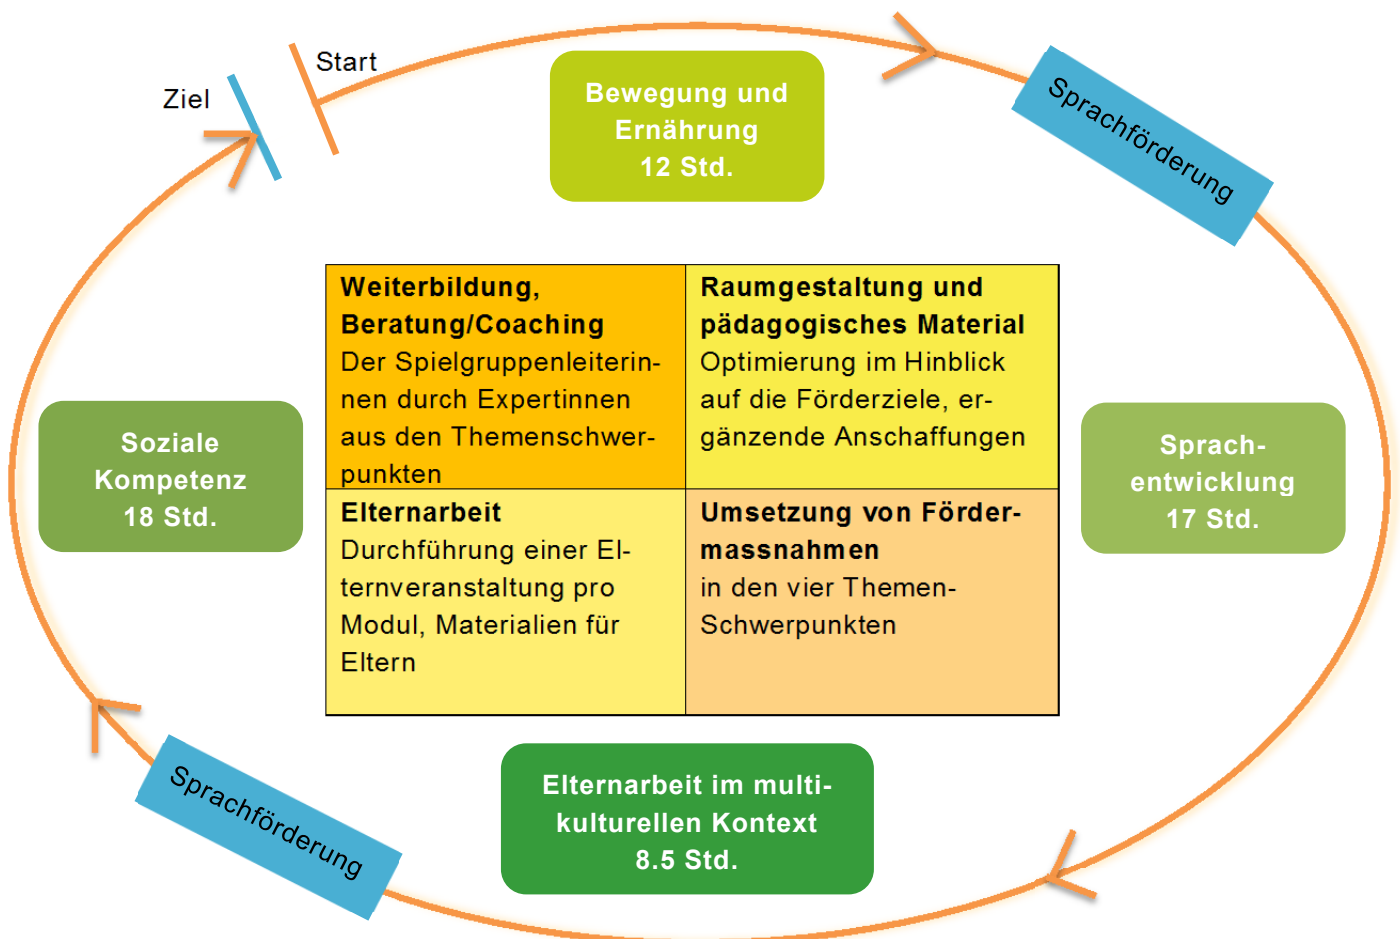 Start
Ziel
Bewegung und
Ernährung
12 Std.
Sprachförderung
Weiterbildung,
Beratung/Coaching
Der Spielgruppenleiterin-
nen durch Expertinnen
aus den Themenschwer-
punkten
Raumgestaltung und
pädagogisches Material
Optimierung im Hinblick
auf die Förderziele, er-
gänzende Anschaffungen
Soziale
Kompetenz
18 Std.
Sprach-
entwicklung
17 Std.
Elternarbeit
Durchführung einer El-
ternveranstaltung pro
Modul, Materialien für
Eltern
Umsetzung von Förder-
massnahmen
in den vier Themen-
Schwerpunkten
Elternarbeit im multi-
kulturellen Kontext
8.5 Std.
Sprachförderung